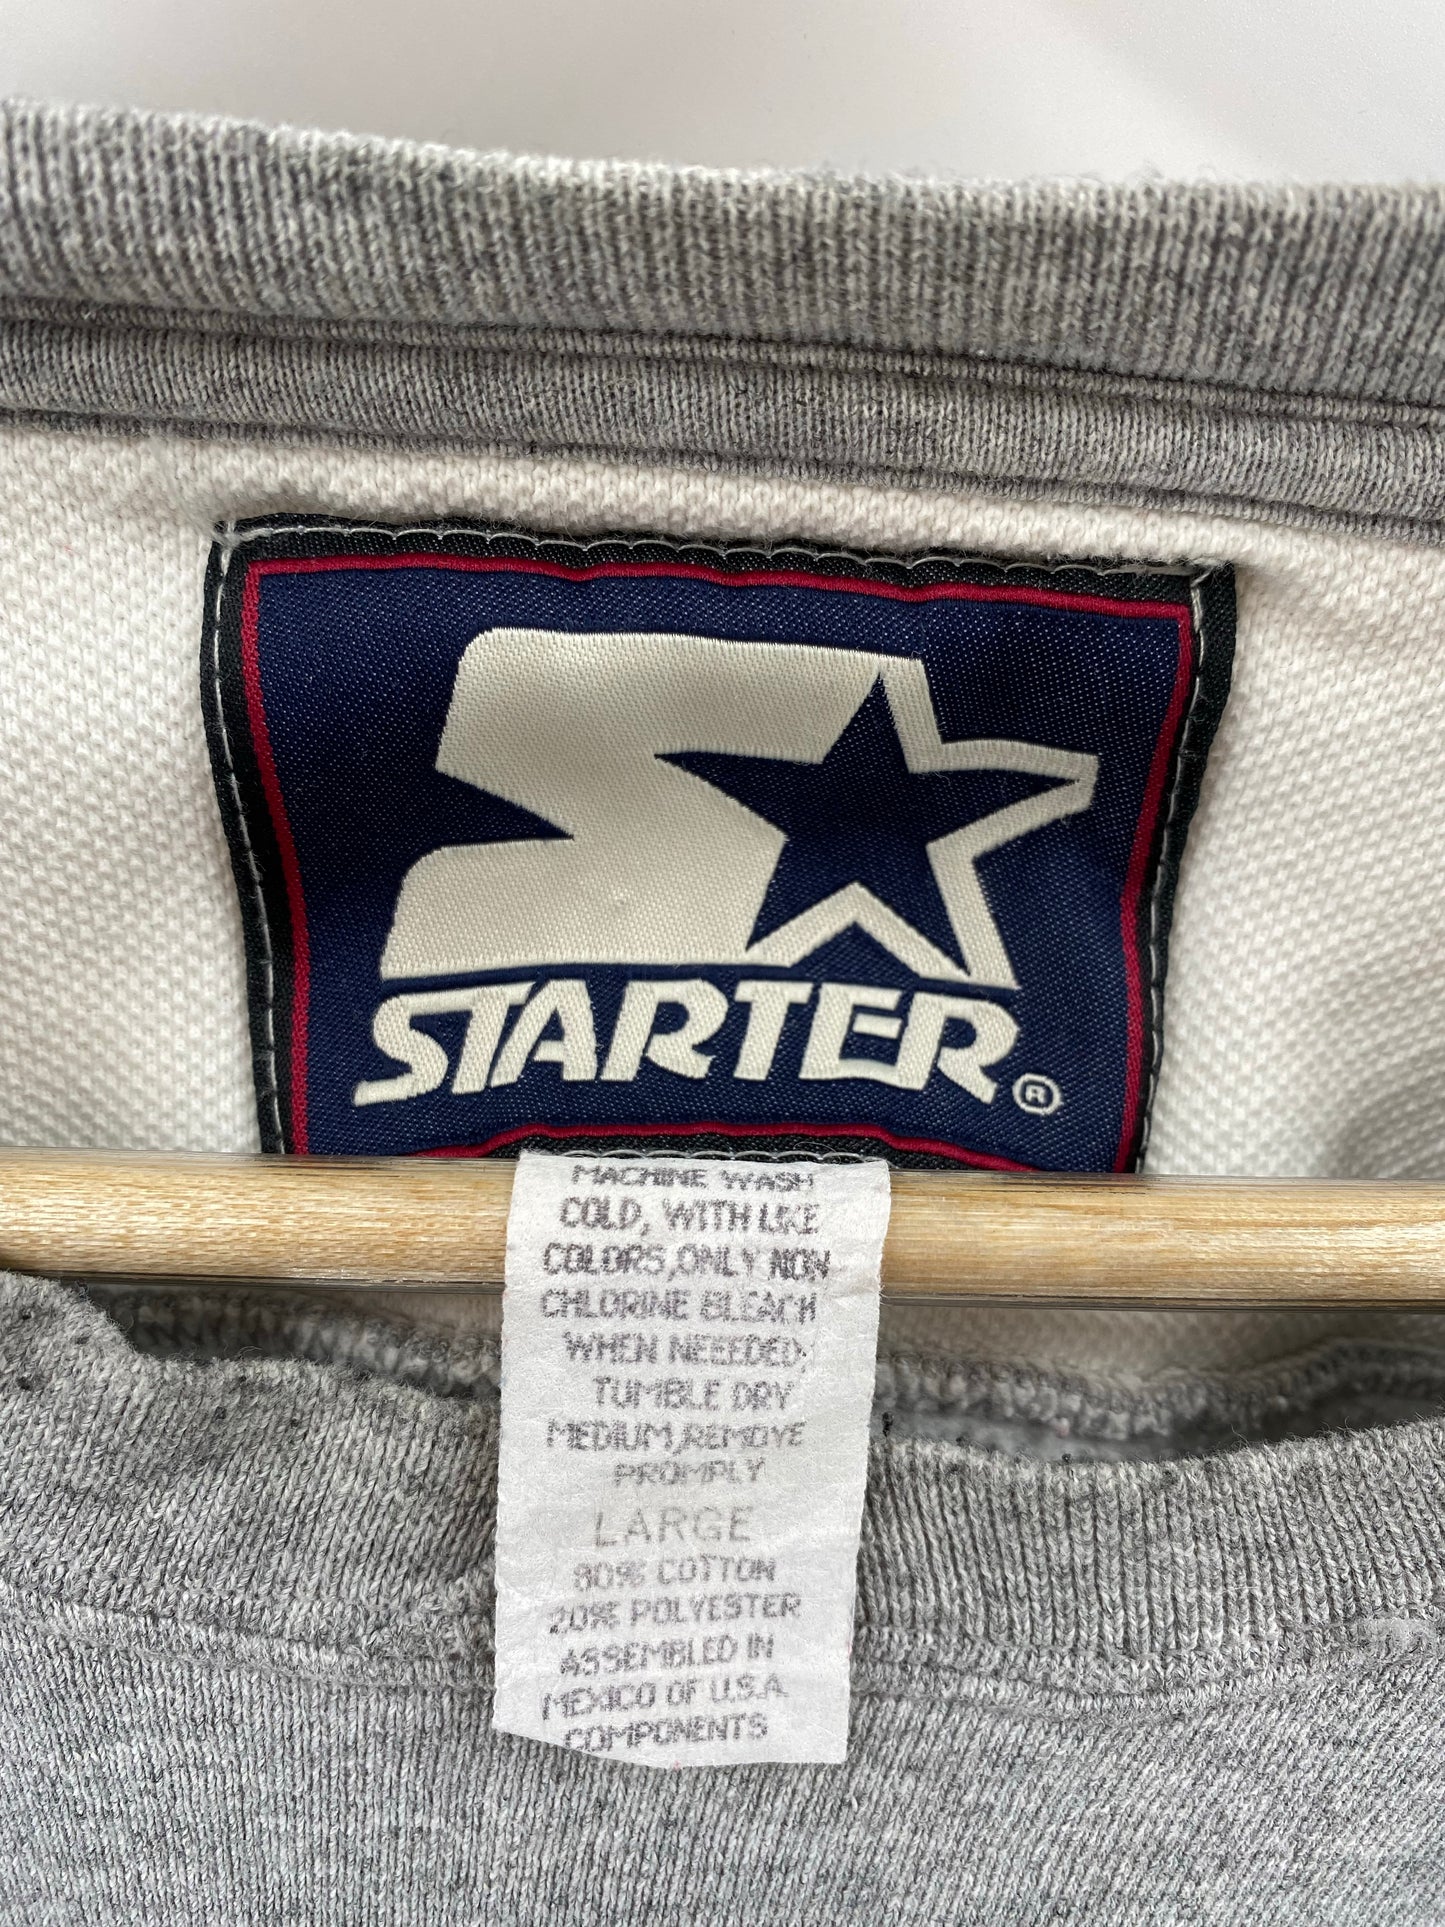 STARTER®
MACHINE WASH
COLD, WITH LIKE
COLORS,ONLY NON
CHLORINE BLEACH
WHEN NEEEDED,
TUMBLE DRY
MEDIUM,REMOVE
PROMPLY
LARGE
80% COTTON
20% POLYESTER
ASSEMBLED IN
MEXICO OF U.S.A.
COMPONENTS